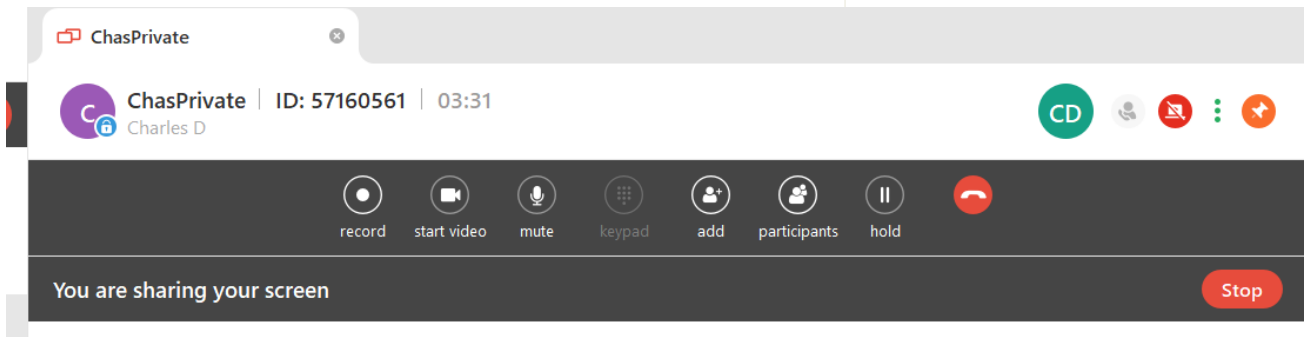 ChasPrivate
C ChasPrivate ID: 57160561 03:31 CD
Charles D
record start video mute keypad add participants hold
You are sharing your screen Stop